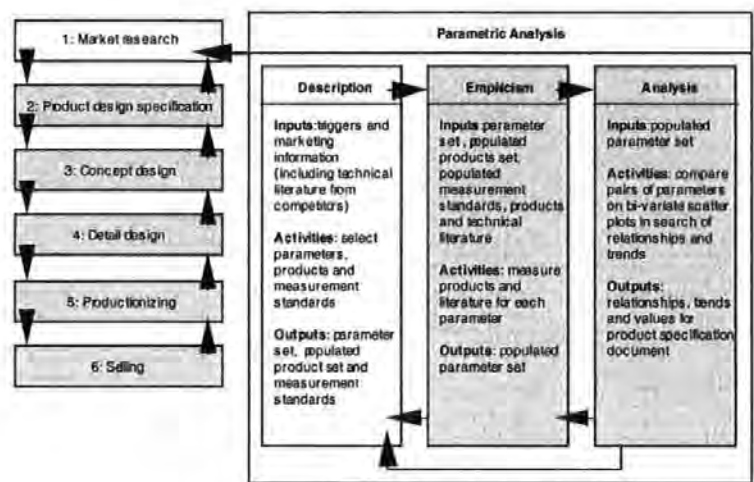 1: Market research
2: Product design specification
3: Concept design
4: Detail design
5: Productionizing
6: Selling
Parametric Analysis
Description
Inputs:triggers and
marketing
information
(including technical
literature from
competitors)
Activities: select
parameters,
products and
measurement
standards
Outputs: parameter
set, populated
product set and
measurement
standards
Empiricism
Inputs:parameter
set, populated
products set,
populated
measurement
standards, products
and technical
literature
Activities: measure
products and
literature for each
parameter
Outputs: populated
parameter set
Analysis
Inputs:populated
parameter set
Activities: compare
pairs of parameters
on bi-variate scatter
plots in search of
relationships and
trends
Outputs:
relationships, trends
and values for
product specification
document